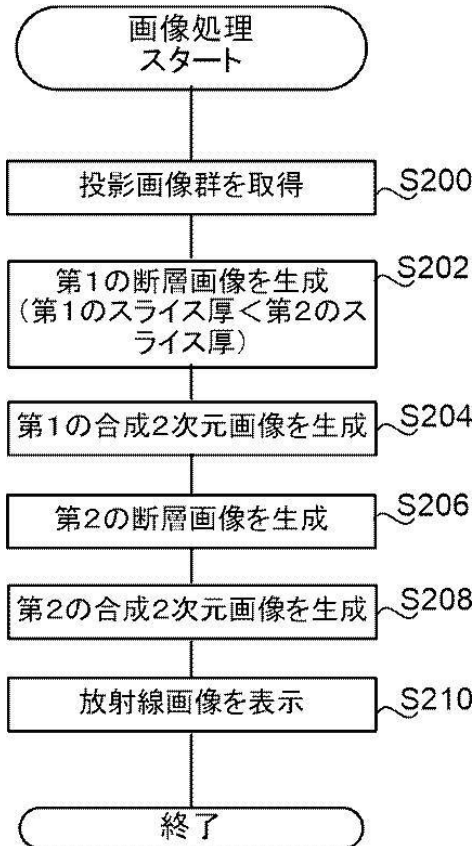 画像処理
スタート
投影画像群を取得
S200
第1の断層画像を生成
(第1のスライス厚<第2のス
ライス厚)
S202
第1の合成2次元画像を生成
S204
第2の断層画像を生成
S206
第2の合成2次元画像を生成
S208
放射線画像を表示
S210
終了